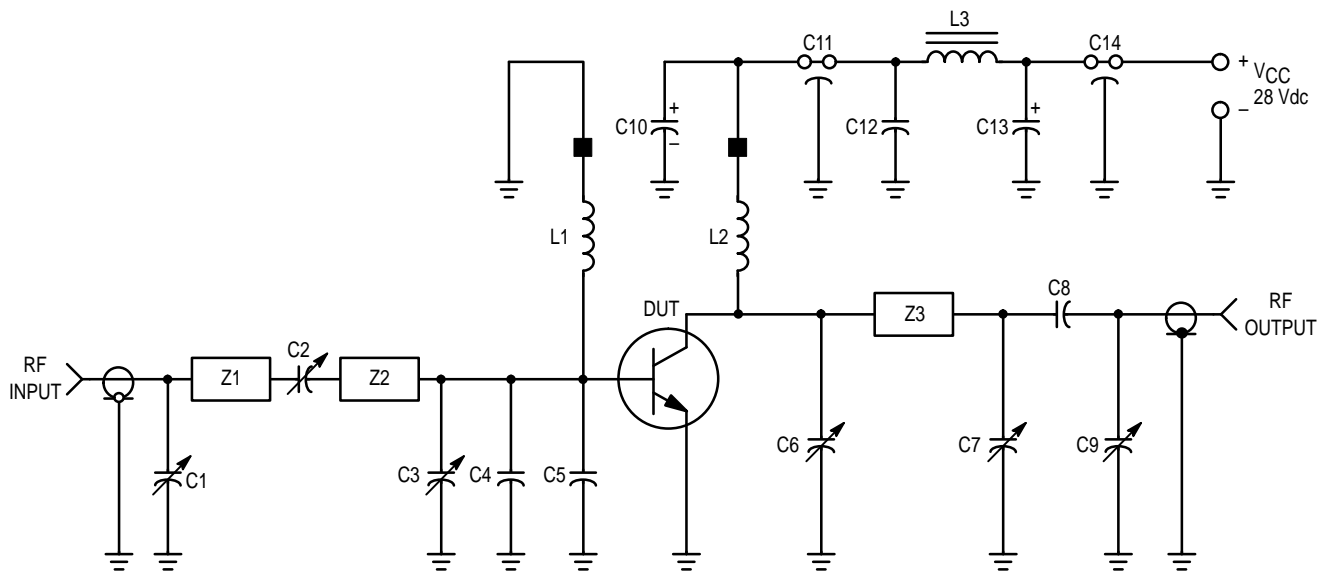 L3
C11
C14
+ VCC
28 Vdc
–
+
C10
–
C12
C13
+
L1
L2
DUT
C8
RF
OUTPUT
Z3
C2
RF
INPUT
Z1
Z2
C6
C7
C9
C1
C3
C4
C5